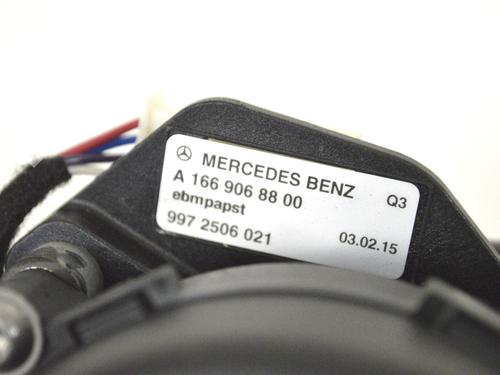 MERCEDES BENZ Q3
A 166 906 88 00
ebmpapst
997 2506 021 03.02.15